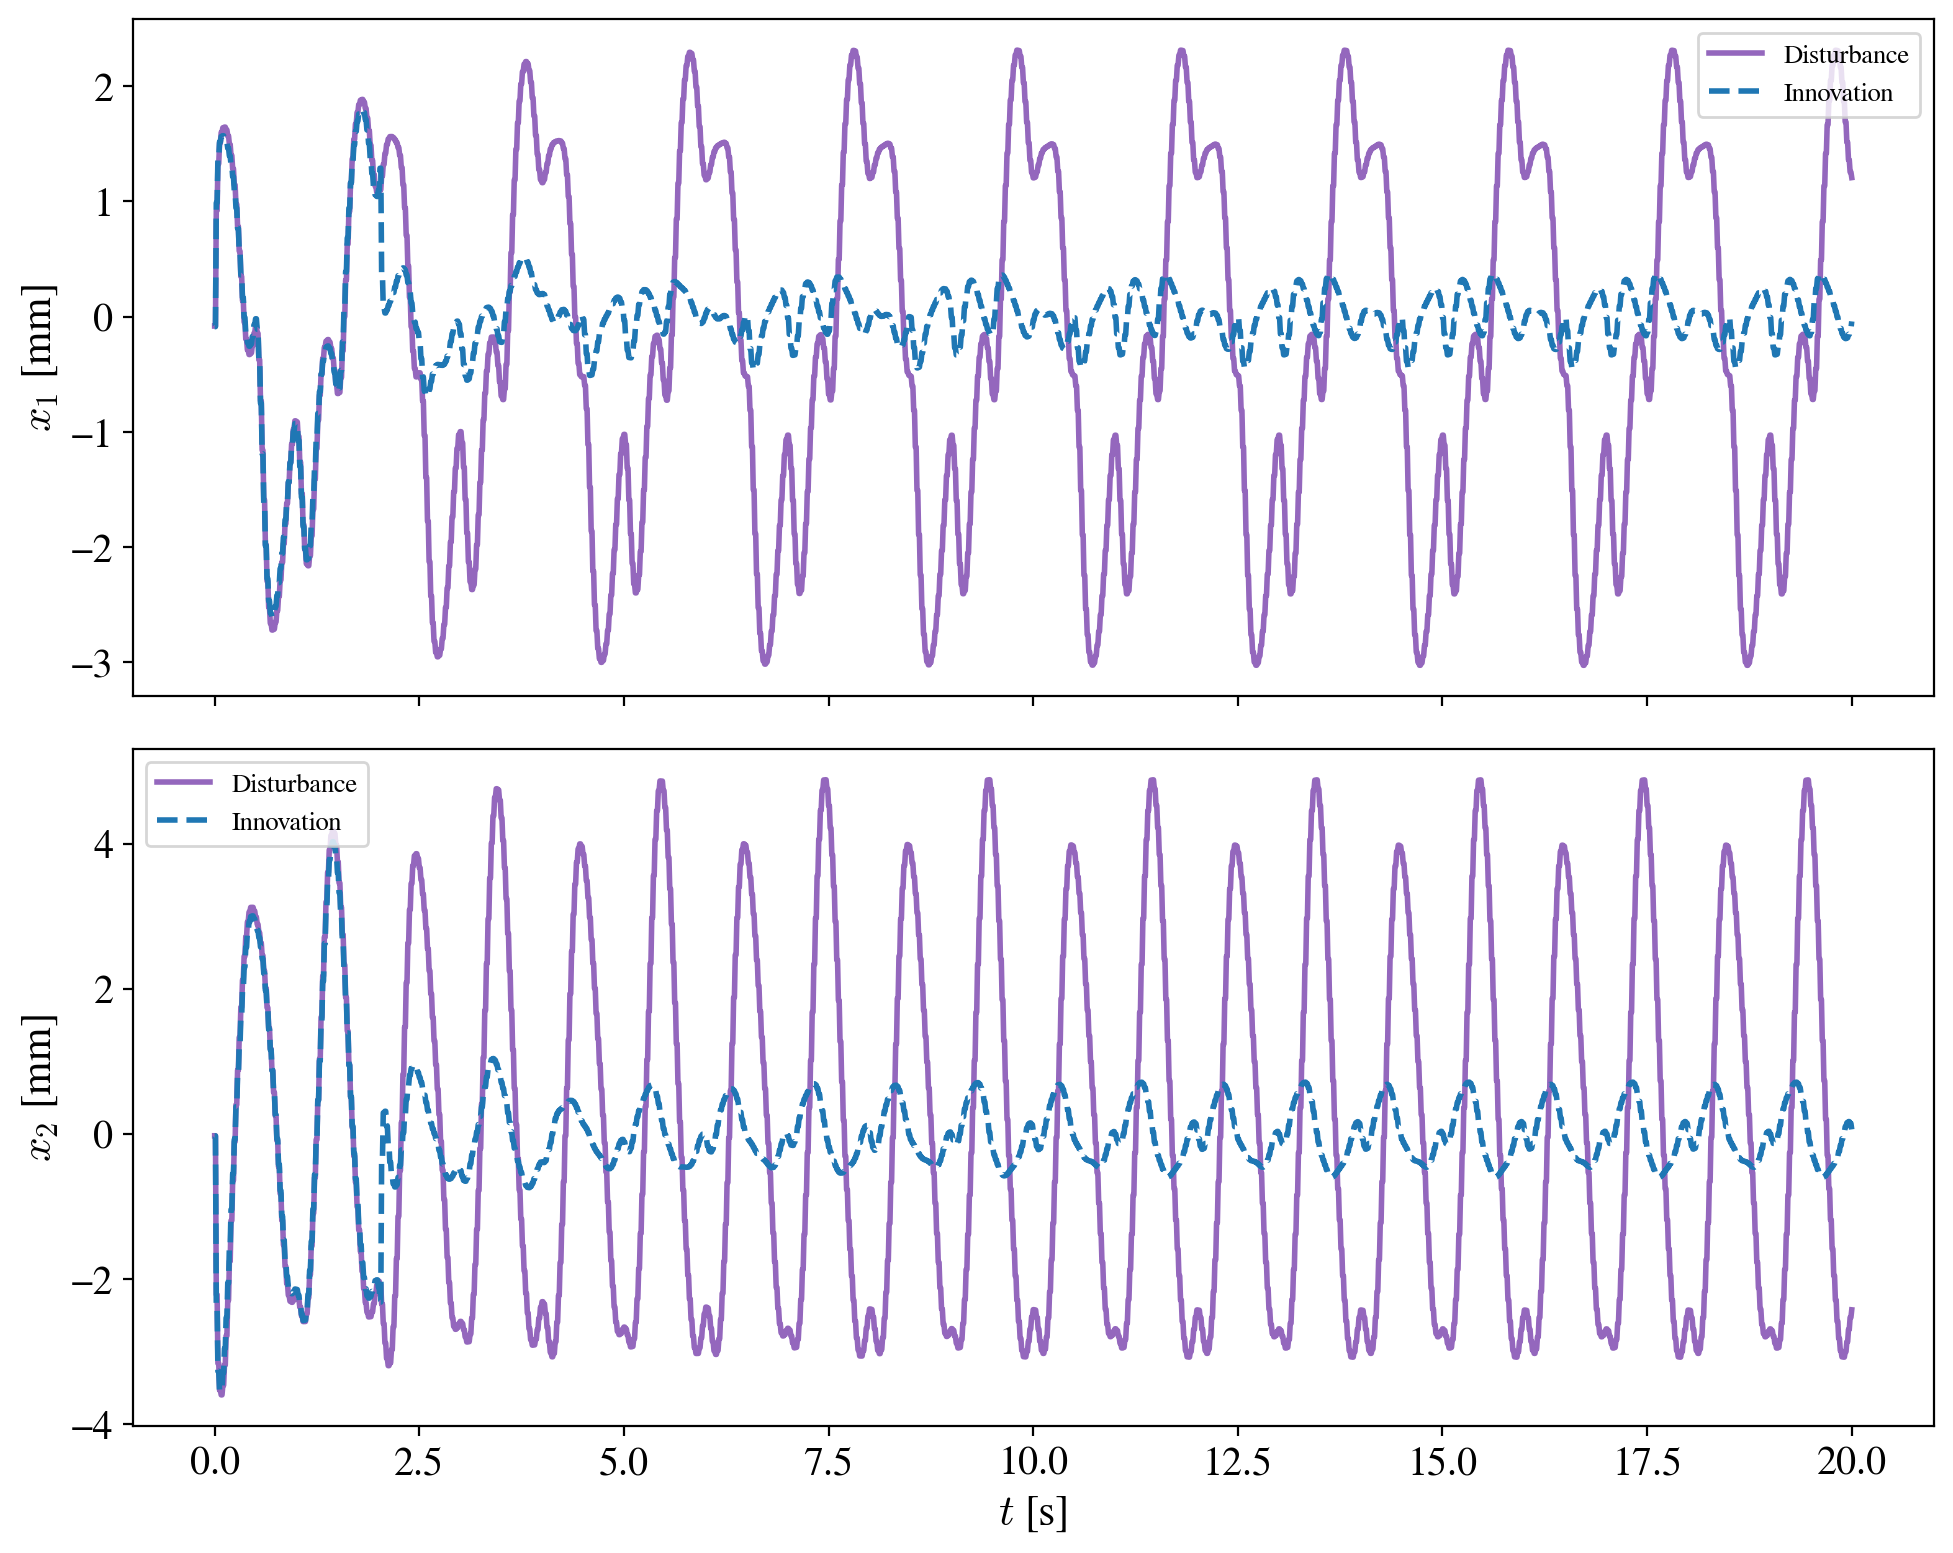 2
1
0
−1
−2
−3
x₁ [mm]
Disturbance
Innovation
4
2
0
−2
−4
x₂ [mm]
Disturbance
Innovation
0.0 2.5 5.0 7.5 10.0 12.5 15.0 17.5 20.0
t [s]